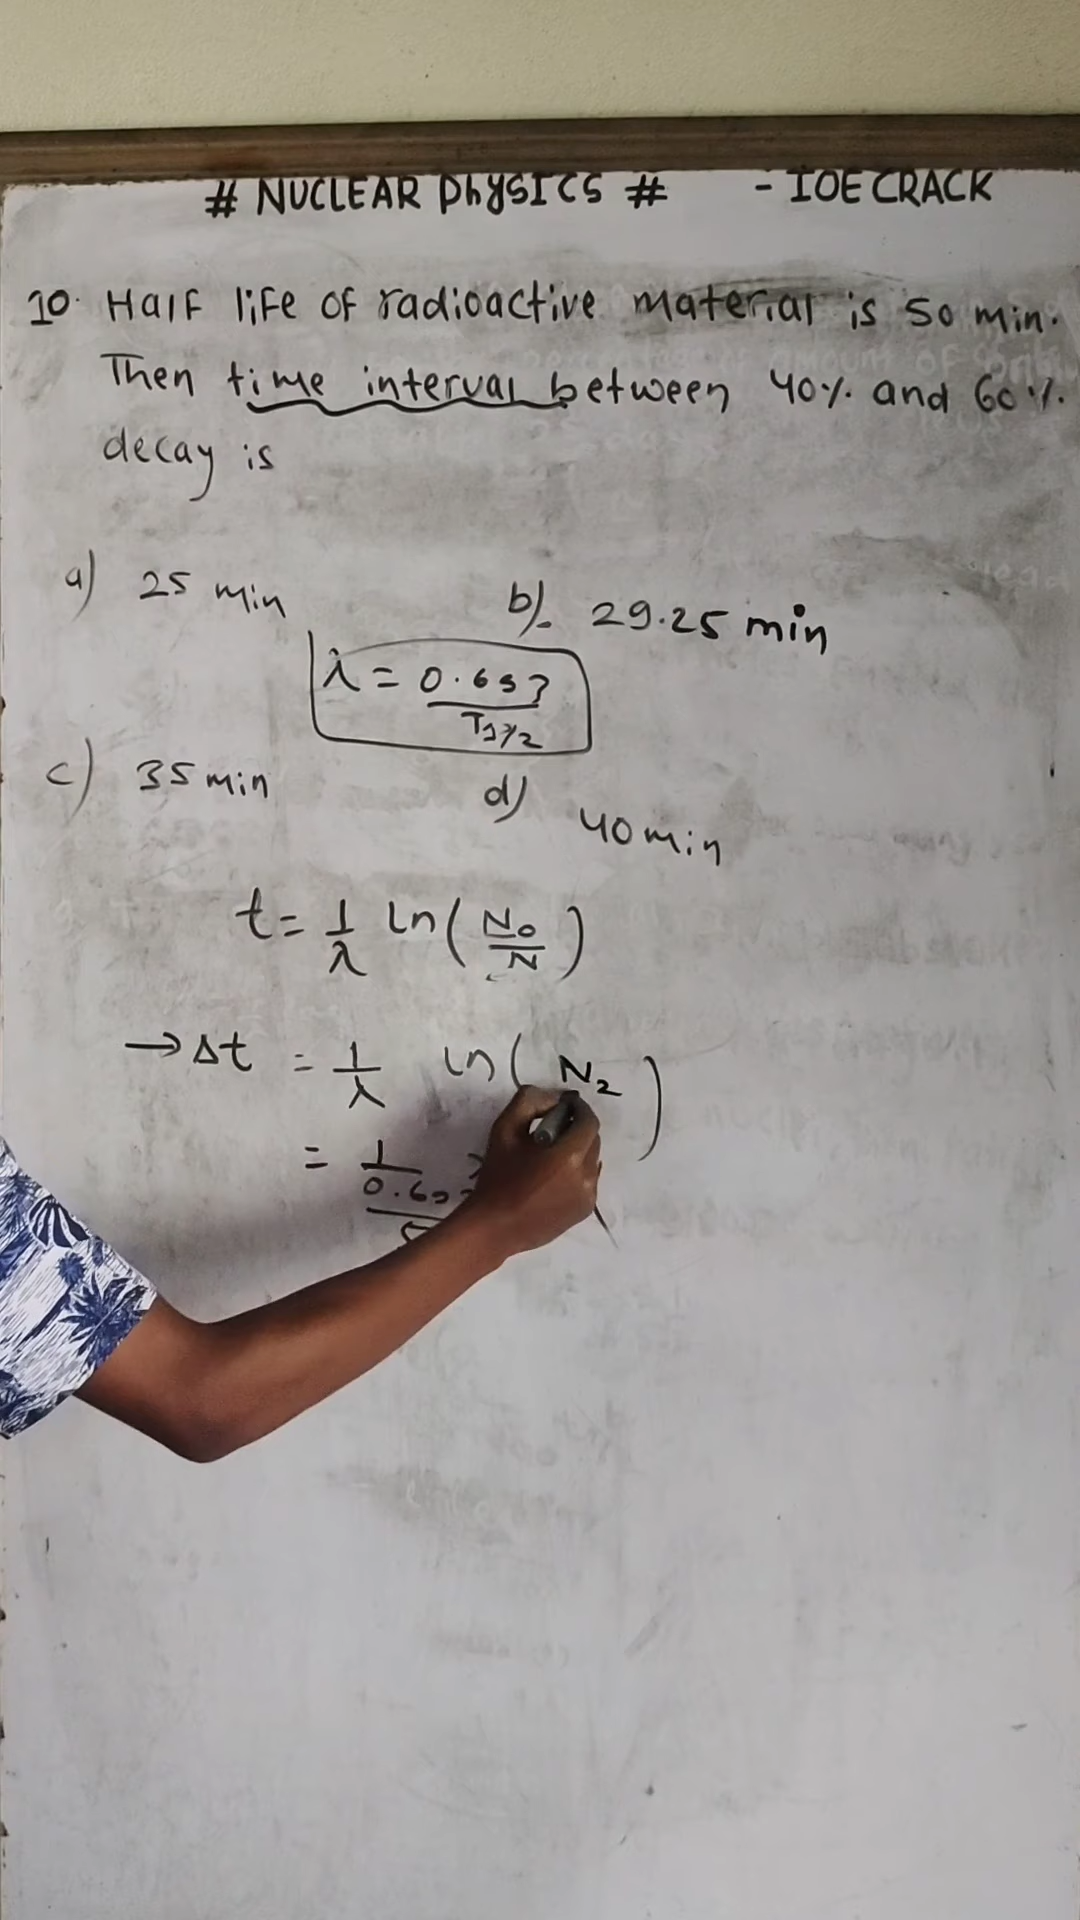 # NUCLEAR PhYSICS # - IOE CRACK
10. Half life of radioactive material is 50 min.
Then time interval between 40% and 60%
decay is
a) 25 min
b) 29.25 min
λ = 0.693
T1/2
c) 35 min
d) 40 min
t = 1/λ ln(N0/N)
→ Δt = 1/λ ln(N2)
= 1
0.69